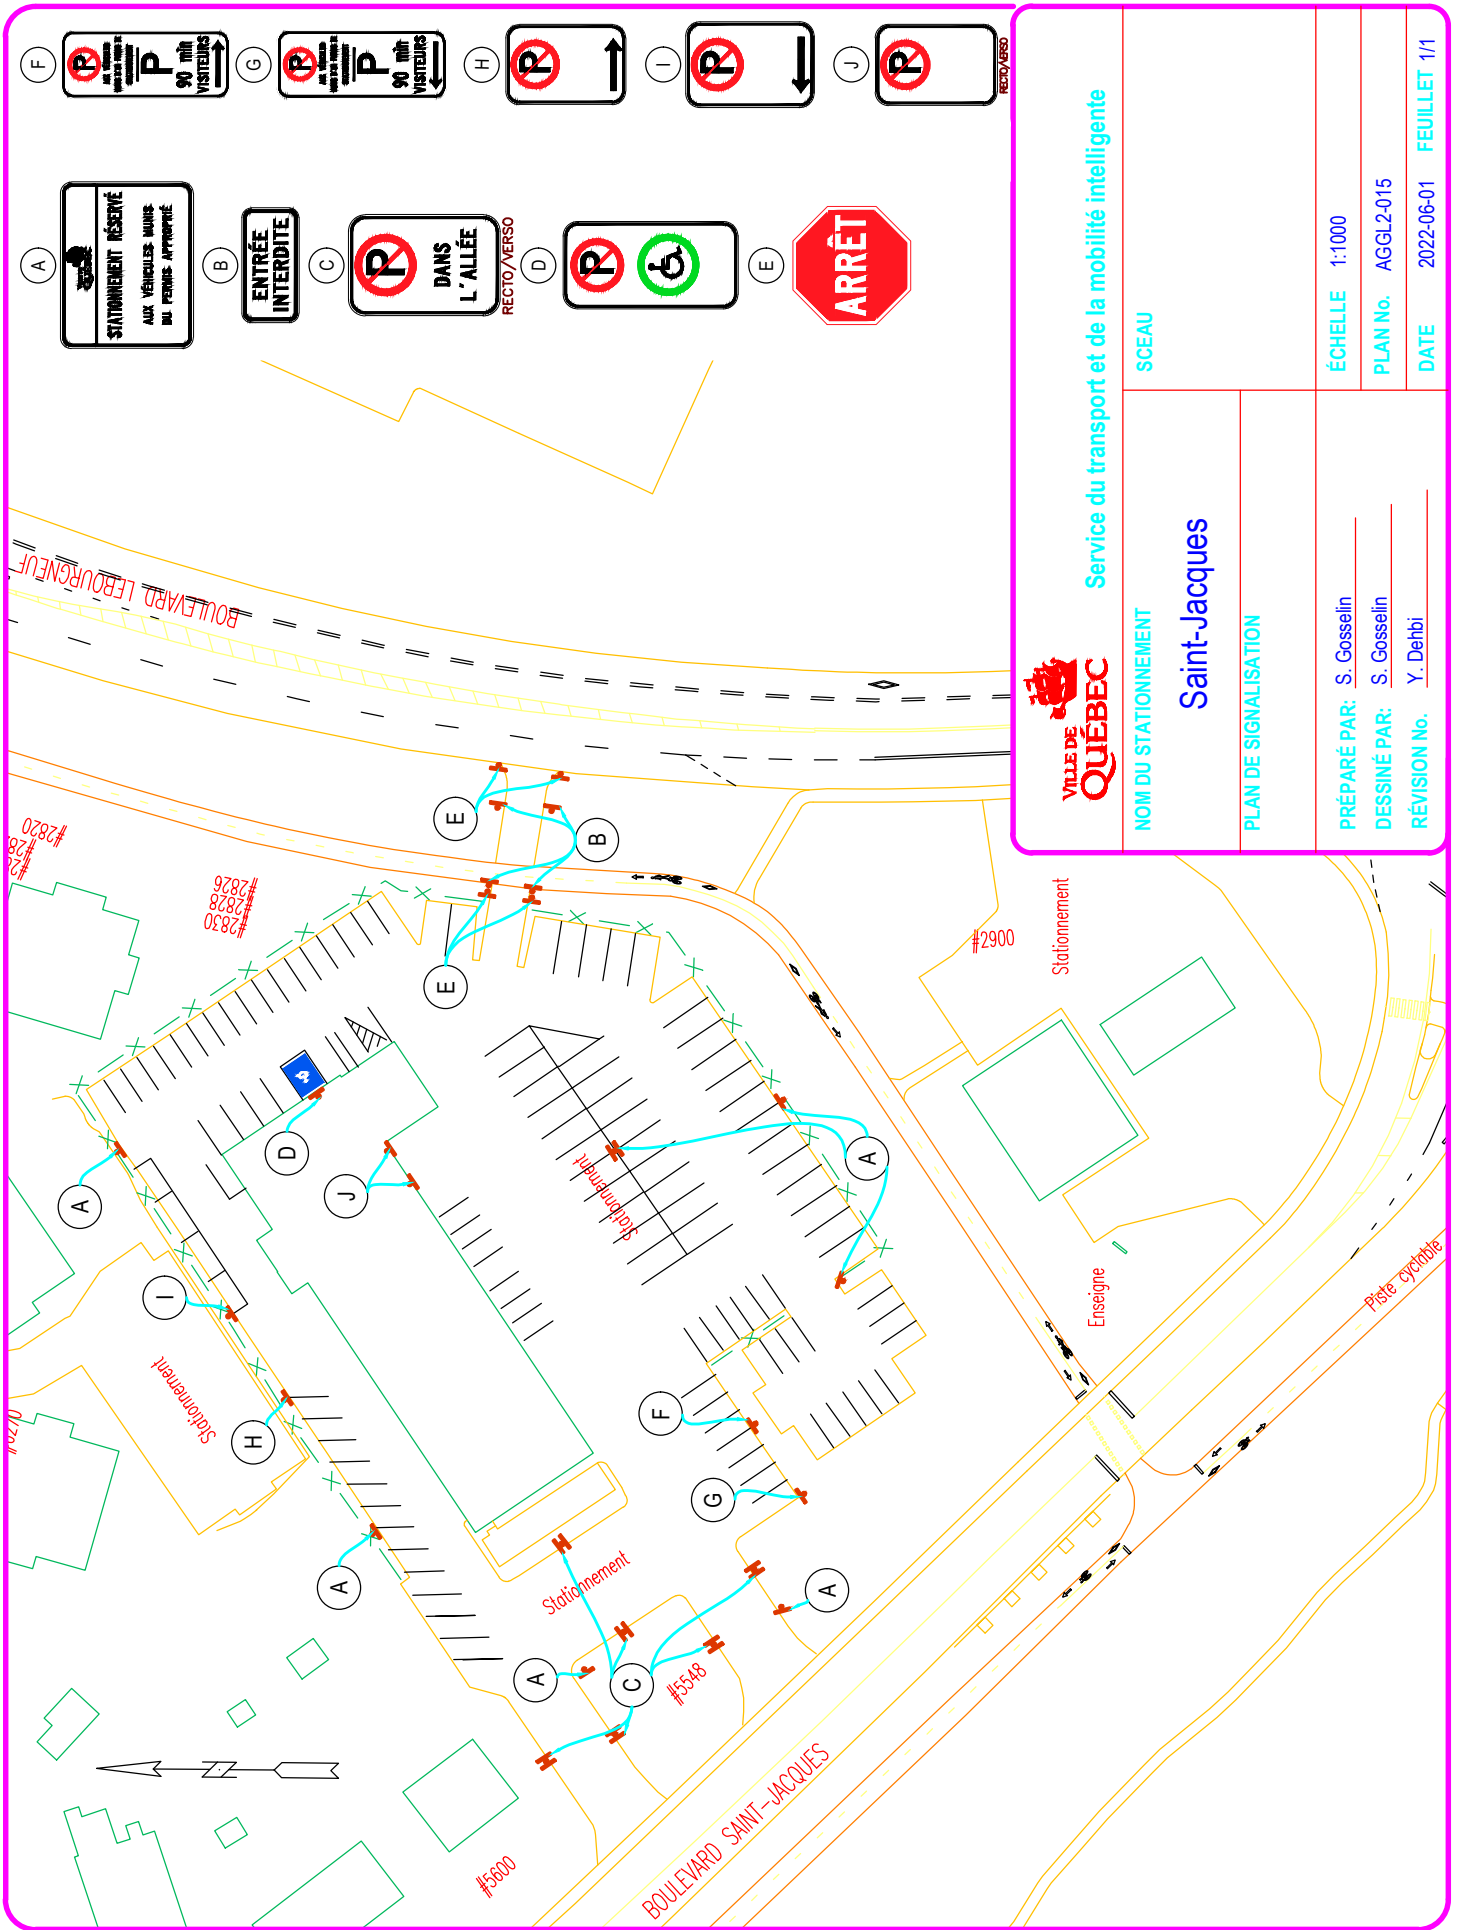 A
STATIONNEMENT RÉSERVÉ
AUX VÉHICULES MUNIS
DU PERMIS APPROPRIÉ
B
ENTRÉE
INTERDITE
C
P
DANS
L'ALLÉE
RECTO/VERSO
D
P
E
ARRÊT
F
P
P
90 min
VISITEURS
G
P
P
90 min
VISITEURS
H
P
I
P
J
P
RECTO/VERSO
BOULEVARD LEBOURGNEUF
#2820
#2826
#2828
#2830
E
B
E
A
D
J
I
H
A
A
F
G
A
A
C
Stationnement
Stationnement
Stationnement
Stationnement
#2900
Enseigne
Piste cyclable
#5548
#5600
BOULEVARD SAINT-JACQUES
VILLE DE
QUÉBEC
Service du transport et de la mobilité intelligente
NOM DU STATIONNEMENT
Saint-Jacques
SCEAU
PLAN DE SIGNALISATION
PRÉPARÉ PAR: S. Gosselin
DESSINÉ PAR: S. Gosselin
RÉVISION No. Y. Dehbi
ÉCHELLE 1:1000
PLAN No. AGGL2-015
DATE 2022-06-01 FEUILLET 1/1